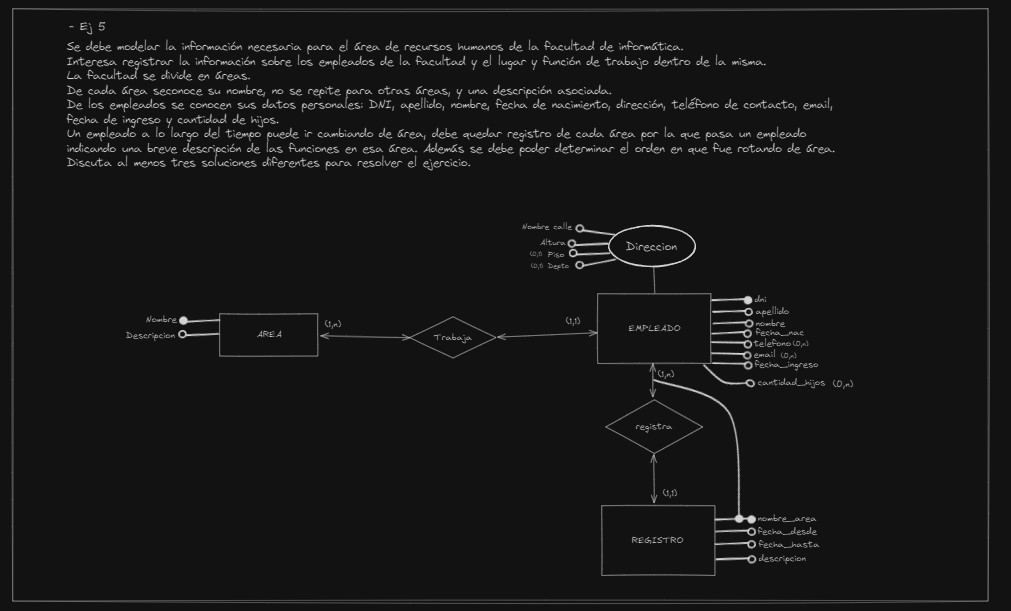 - Ej 5
Se debe modelar la información necesaria para el área de recursos humanos de la facultad de informática.
Interesa registrar la información sobre los empleados de la facultad y el lugar y función de trabajo dentro de la misma.
La facultad se divide en áreas.
De cada área seconoce su nombre, no se repite para otras áreas, y una descripción asociada.
De los empleados se conocen sus datos personales: DNI, apellido, nombre, fecha de nacimiento, dirección, teléfono de contacto, email,
fecha de ingreso y cantidad de hijos.
Un empleado a lo largo del tiempo puede ir cambiando de área, debe quedar registro de cada área por la que pasa un empleado
indicando una breve descripción de las funciones en esa área. Además se debe poder determinar el orden en que fue rotando de área.
Discuta al menos tres soluciones diferentes para resolver el ejercicio.
Nombre calle
Altura
(0,1) Piso
(0,1) Depto
Direccion
Nombre
Descripcion
AREA
(1,n)
Trabaja
(1,1)
EMPLEADO
dni
apellido
nombre
fecha_nac
telefono (0,n)
email (0,n)
fecha_ingreso
cantidad_hijos (0,n)
(1,n)
registra
(1,1)
REGISTRO
nombre_area
fecha_desde
fecha_hasta
descripcion